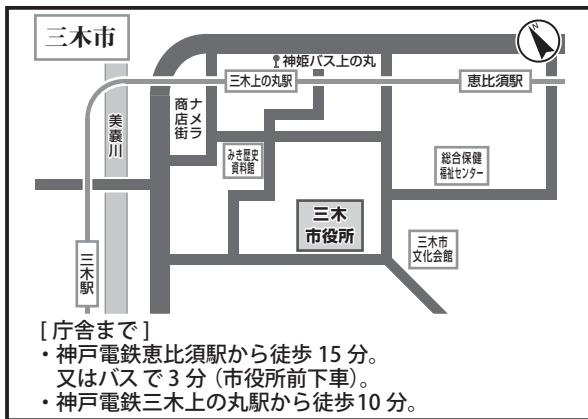 三木市
神姫バス上の丸
三木上の丸駅
恵比須駅
ナメラ
商店街
美嚢川
みき歴史
資料館
総合保健
福祉センター
三木
市役所
三木市
文化会館
三木駅
[ 庁舎まで ]
・神戸電鉄恵比須駅から徒歩 15 分。
又はバスで 3 分（市役所前下車）。
・神戸電鉄三木上の丸駅から徒歩10 分。